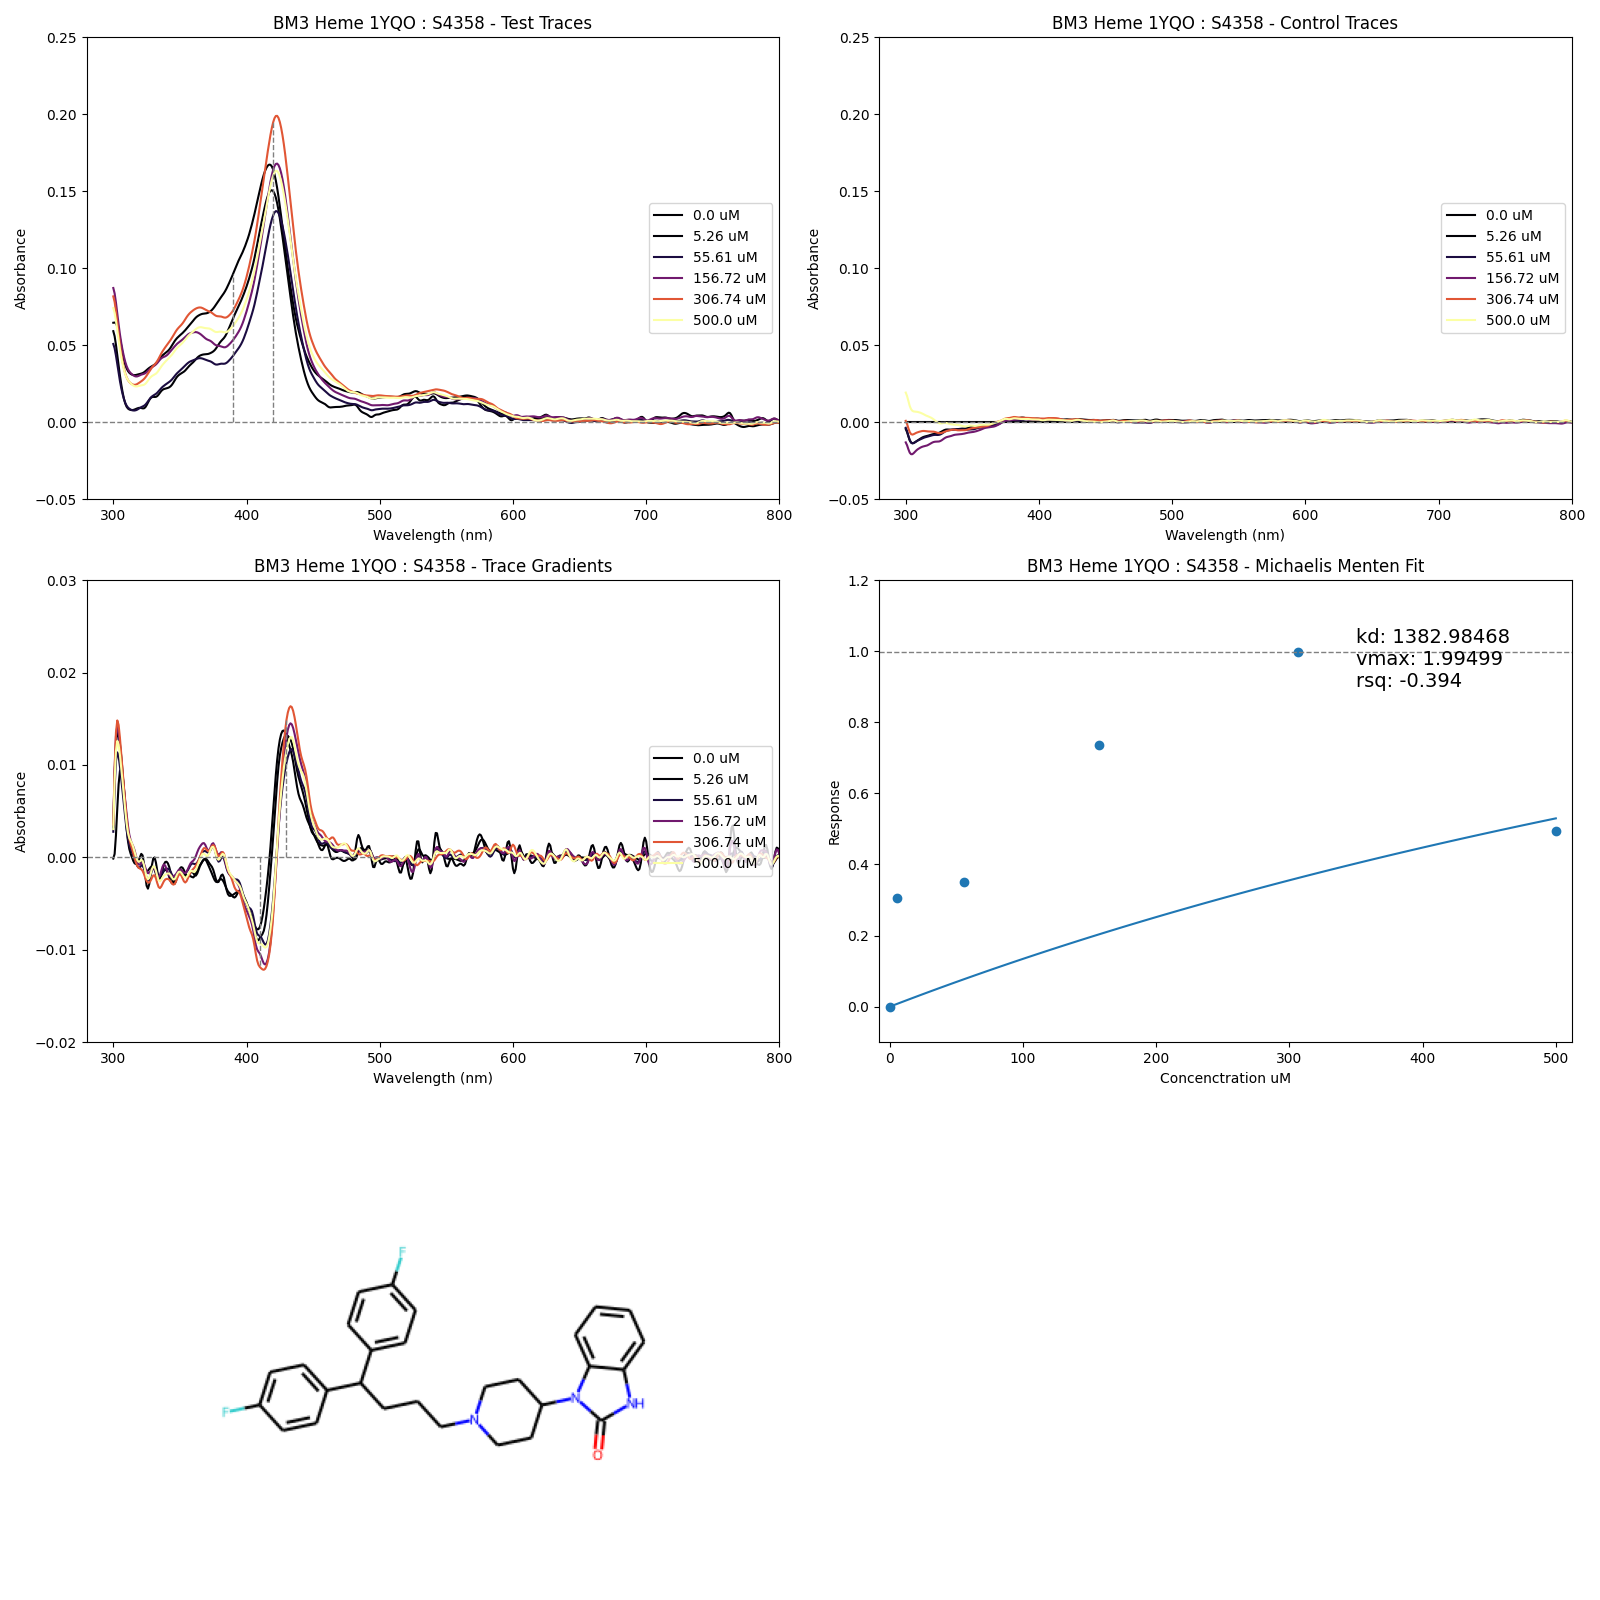 BM3 Heme 1YQO : S4358 - Test Traces
0.25
0.20
0.15
0.10
0.05
0.00
−0.05
Absorbance
300 400 500 600 700 800
Wavelength (nm)
0.0 uM
5.26 uM
55.61 uM
156.72 uM
306.74 uM
500.0 uM
BM3 Heme 1YQO : S4358 - Control Traces
0.25
0.20
0.15
0.10
0.05
0.00
−0.05
Absorbance
300 400 500 600 700 800
Wavelength (nm)
0.0 uM
5.26 uM
55.61 uM
156.72 uM
306.74 uM
500.0 uM
BM3 Heme 1YQO : S4358 - Trace Gradients
0.03
0.02
0.01
0.00
−0.01
−0.02
Absorbance
300 400 500 600 700 800
Wavelength (nm)
0.0 uM
5.26 uM
55.61 uM
156.72 uM
306.74 uM
500.0 uM
BM3 Heme 1YQO : S4358 - Michaelis Menten Fit
1.2
1.0
0.8
0.6
0.4
0.2
0.0
Response
0 100 200 300 400 500
Concenctration uM
kd: 1382.98468
vmax: 1.99499
rsq: -0.394
F
F
N
N
NH
O